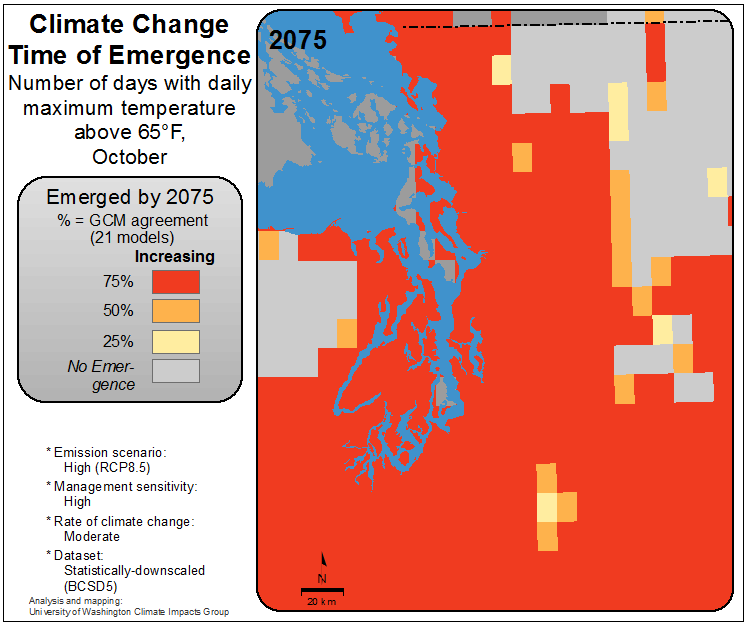 Climate Change
Time of Emergence
Number of days with daily
maximum temperature
above 65°F,
October
Emerged by 2075
% = GCM agreement
(21 models)
Increasing
75%
50%
25%
No Emer-
gence
* Emission scenario:
High (RCP8.5)
* Management sensitivity:
High
* Rate of climate change:
Moderate
* Dataset:
Statistically-downscaled
(BCSD5)
Analysis and mapping:
University of Washington Climate Impacts Group
2075
N
20 km